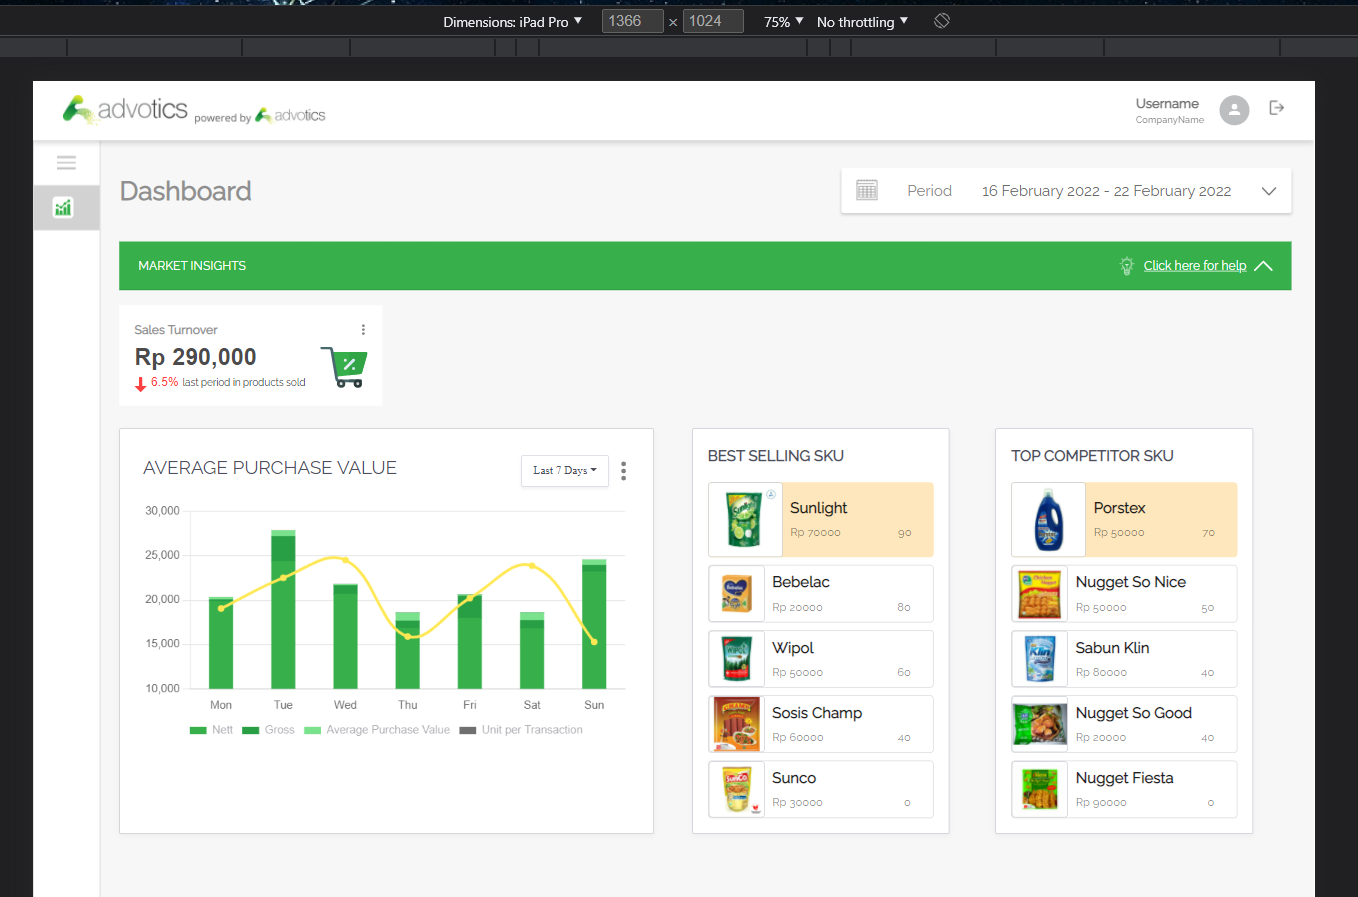 Dimensions: iPad Pro 1366 × 1024 75% No throttling
advotics powered by advotics
Username
CompanyName
Dashboard
Period 16 February 2022 - 22 February 2022
MARKET INSIGHTS
Click here for help
Sales Turnover
Rp 290,000
6.5% last period in products sold
AVERAGE PURCHASE VALUE
Last 7 Days
30,000
25,000
20,000
15,000
10,000
Mon Tue Wed Thu Fri Sat Sun
Nett Gross Average Purchase Value Unit per Transaction
BEST SELLING SKU
Sunlight
Rp 70000 90
Bebelac
Rp 20000 80
WIPOL
Wipol
Rp 50000 60
Sosis Champ
Rp 60000 40
SunCo
Sunco
Rp 30000 0
TOP COMPETITOR SKU
Porstex
Rp 50000 70
Chicken Nugget
Nugget So Nice
Rp 50000 50
Klin
Sabun Klin
Rp 80000 40
Nugget So Good
Rp 20000 40
Nugget Fiesta
Rp 90000 0